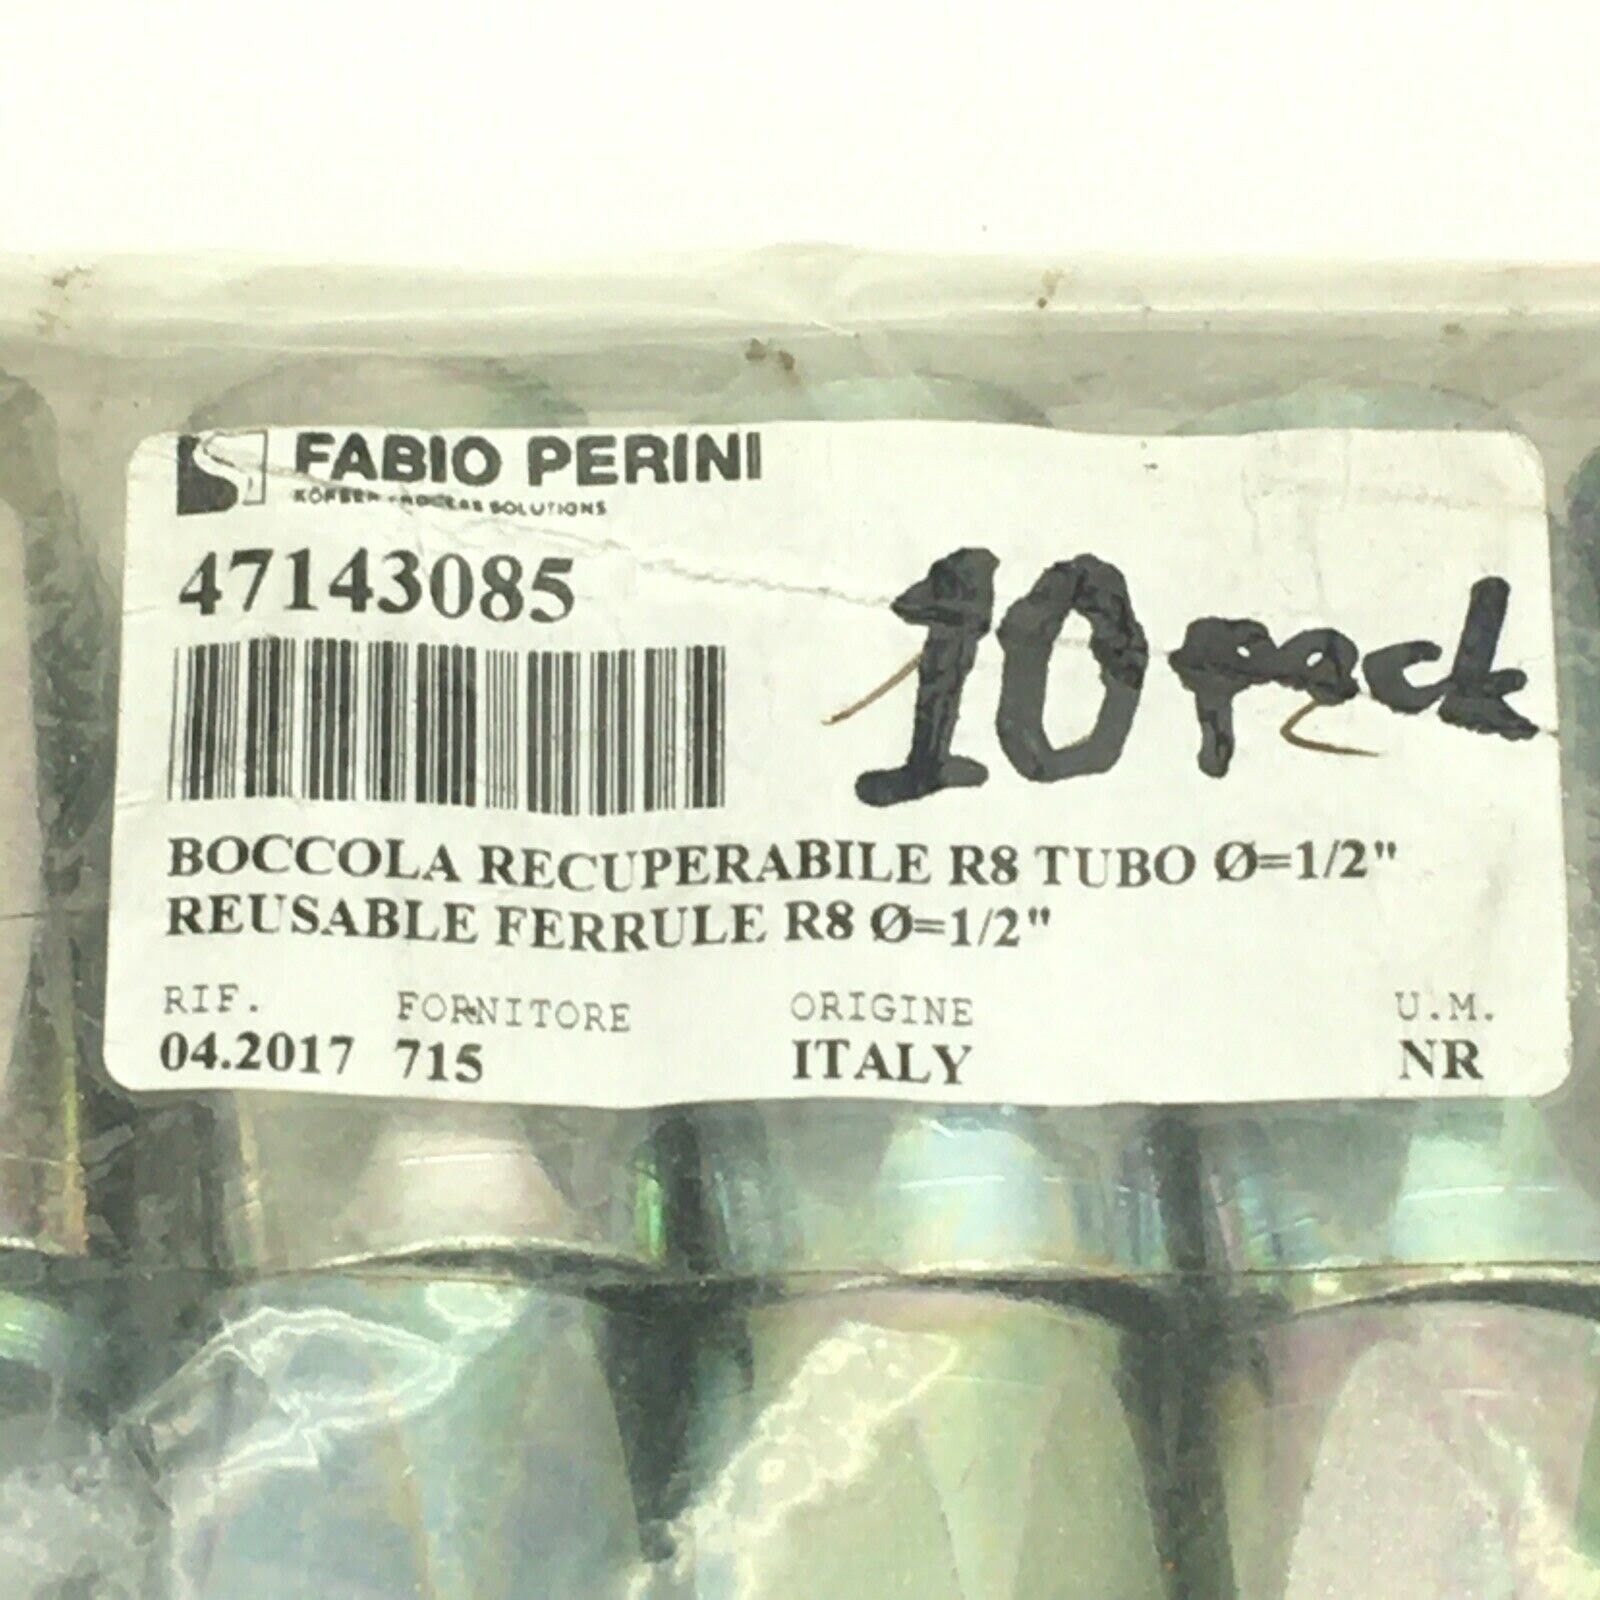 FABIO PERINI
SOLUTIONS
47143085
10 pack
BOCCOLA RECUPERABILE R8 TUBO Ø=1/2"
REUSABLE FERRULE R8 Ø=1/2"
RIF. FORNITORE ORIGINE U.M.
04.2017 715 ITALY NR